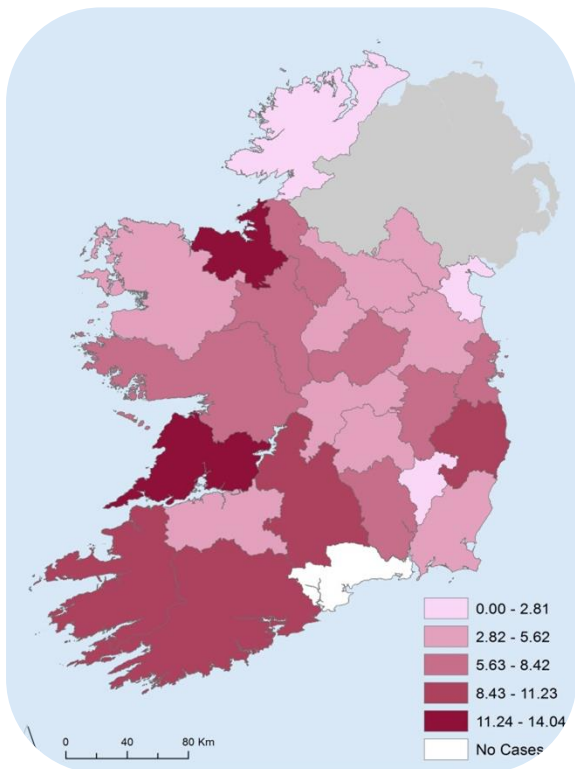 0.00 - 2.81
2.82 - 5.62
5.63 - 8.42
8.43 - 11.23
11.24 - 14.04
No Cases
0 40 80 Km